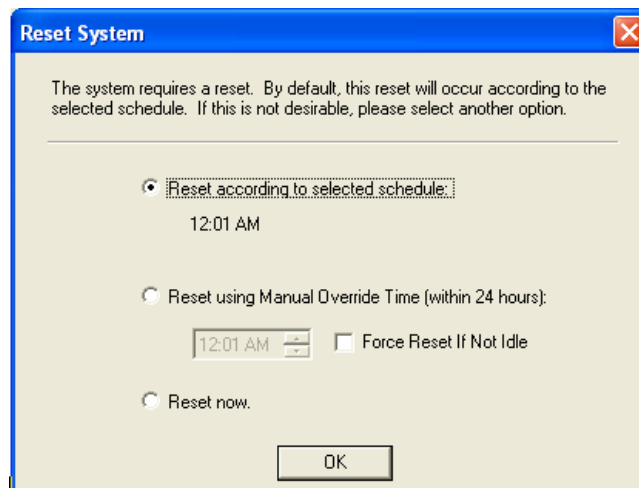 Reset System
The system requires a reset. By default, this reset will occur according to the
selected schedule. If this is not desirable, please select another option.
Reset according to selected schedule:
12:01 AM
Reset using Manual Override Time (within 24 hours):
12:01 AM Force Reset If Not Idle
Reset now.
OK